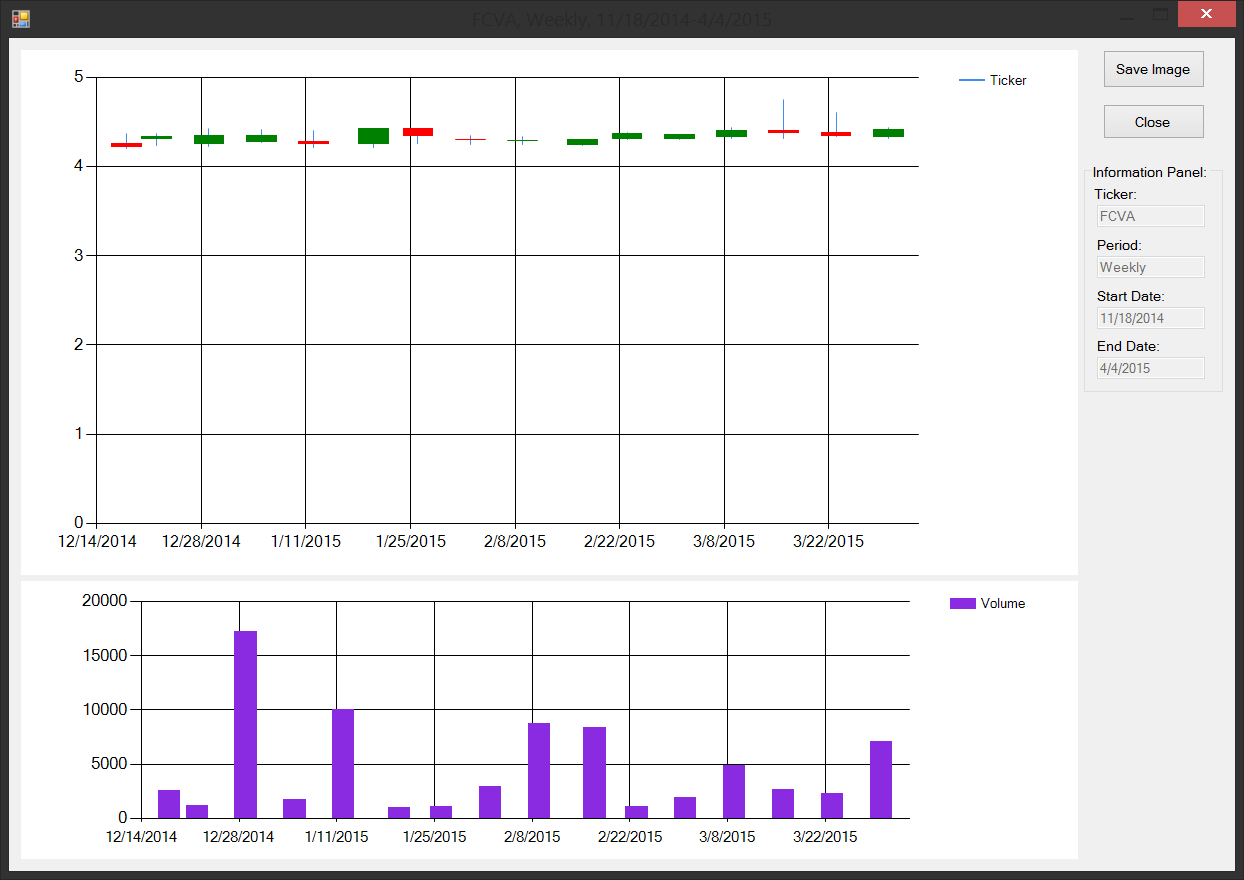 FCVA, Weekly, 11/18/2014-4/4/2015
5
4
3
2
1
0
12/14/2014 12/28/2014 1/11/2015 1/25/2015 2/8/2015 2/22/2015 3/8/2015 3/22/2015
Ticker
20000
15000
10000
5000
0
12/14/2014 12/28/2014 1/11/2015 1/25/2015 2/8/2015 2/22/2015 3/8/2015 3/22/2015
Volume
Save Image
Close
Information Panel:
Ticker:
FCVA
Period:
Weekly
Start Date:
11/18/2014
End Date:
4/4/2015